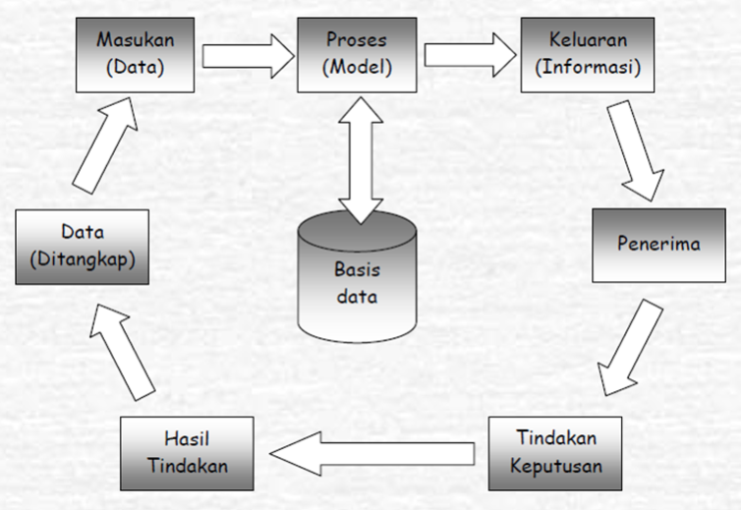 Masukan
(Data)
Proses
(Model)
Keluaran
(Informasi)
Data
(Ditangkap)
Basis
data
Penerima
Hasil
Tindakan
Tindakan
Keputusan